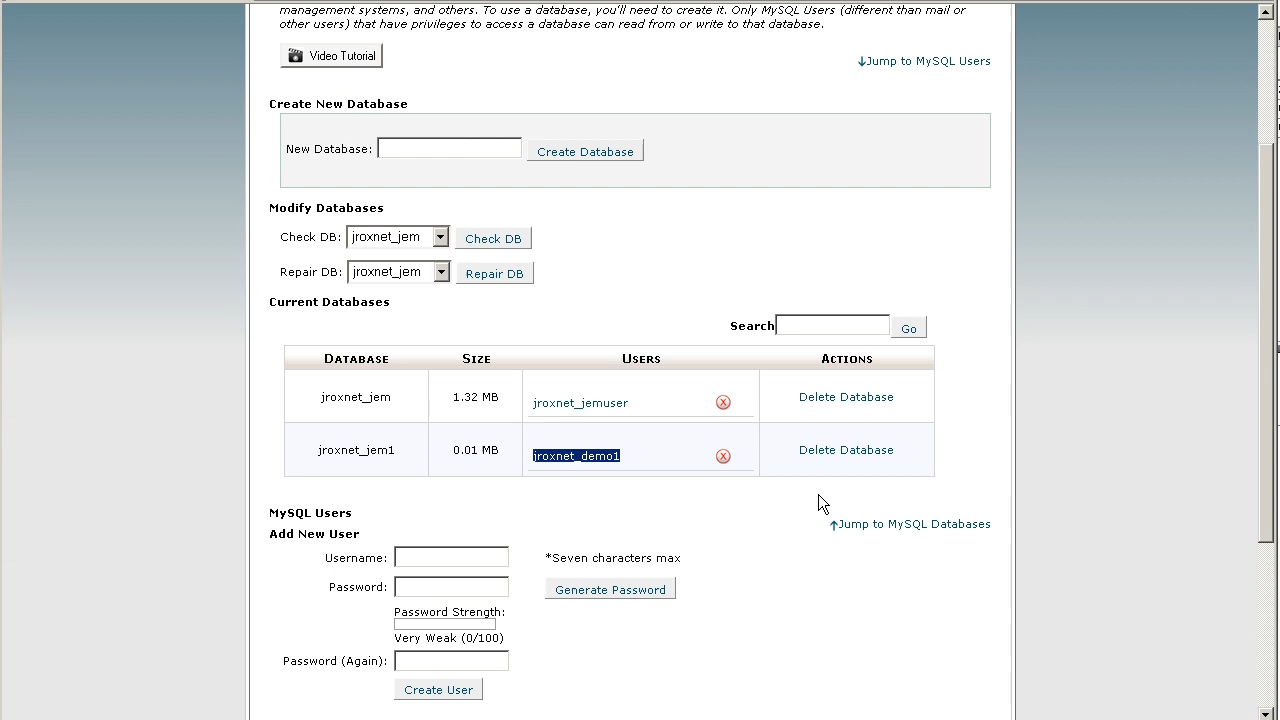 management systems, and others. To use a database, you'll need to create it. Only MySQL Users (different than mail or
other users) that have privileges to access a database can read from or write to that database.
Video Tutorial
↓Jump to MySQL Users
Create New Database
New Database: Create Database
Modify Databases
Check DB: jroxnet_jem Check DB
Repair DB: jroxnet_jem Repair DB
Current Databases
Search Go
DATABASE SIZE USERS ACTIONS
jroxnet_jem 1.32 MB jroxnet_jemuser Delete Database
jroxnet_jem1 0.01 MB jroxnet_demo1 Delete Database
MySQL Users
↑Jump to MySQL Databases
Add New User
Username: *Seven characters max
Password: Generate Password
Password Strength:
Very Weak (0/100)
Password (Again):
Create User